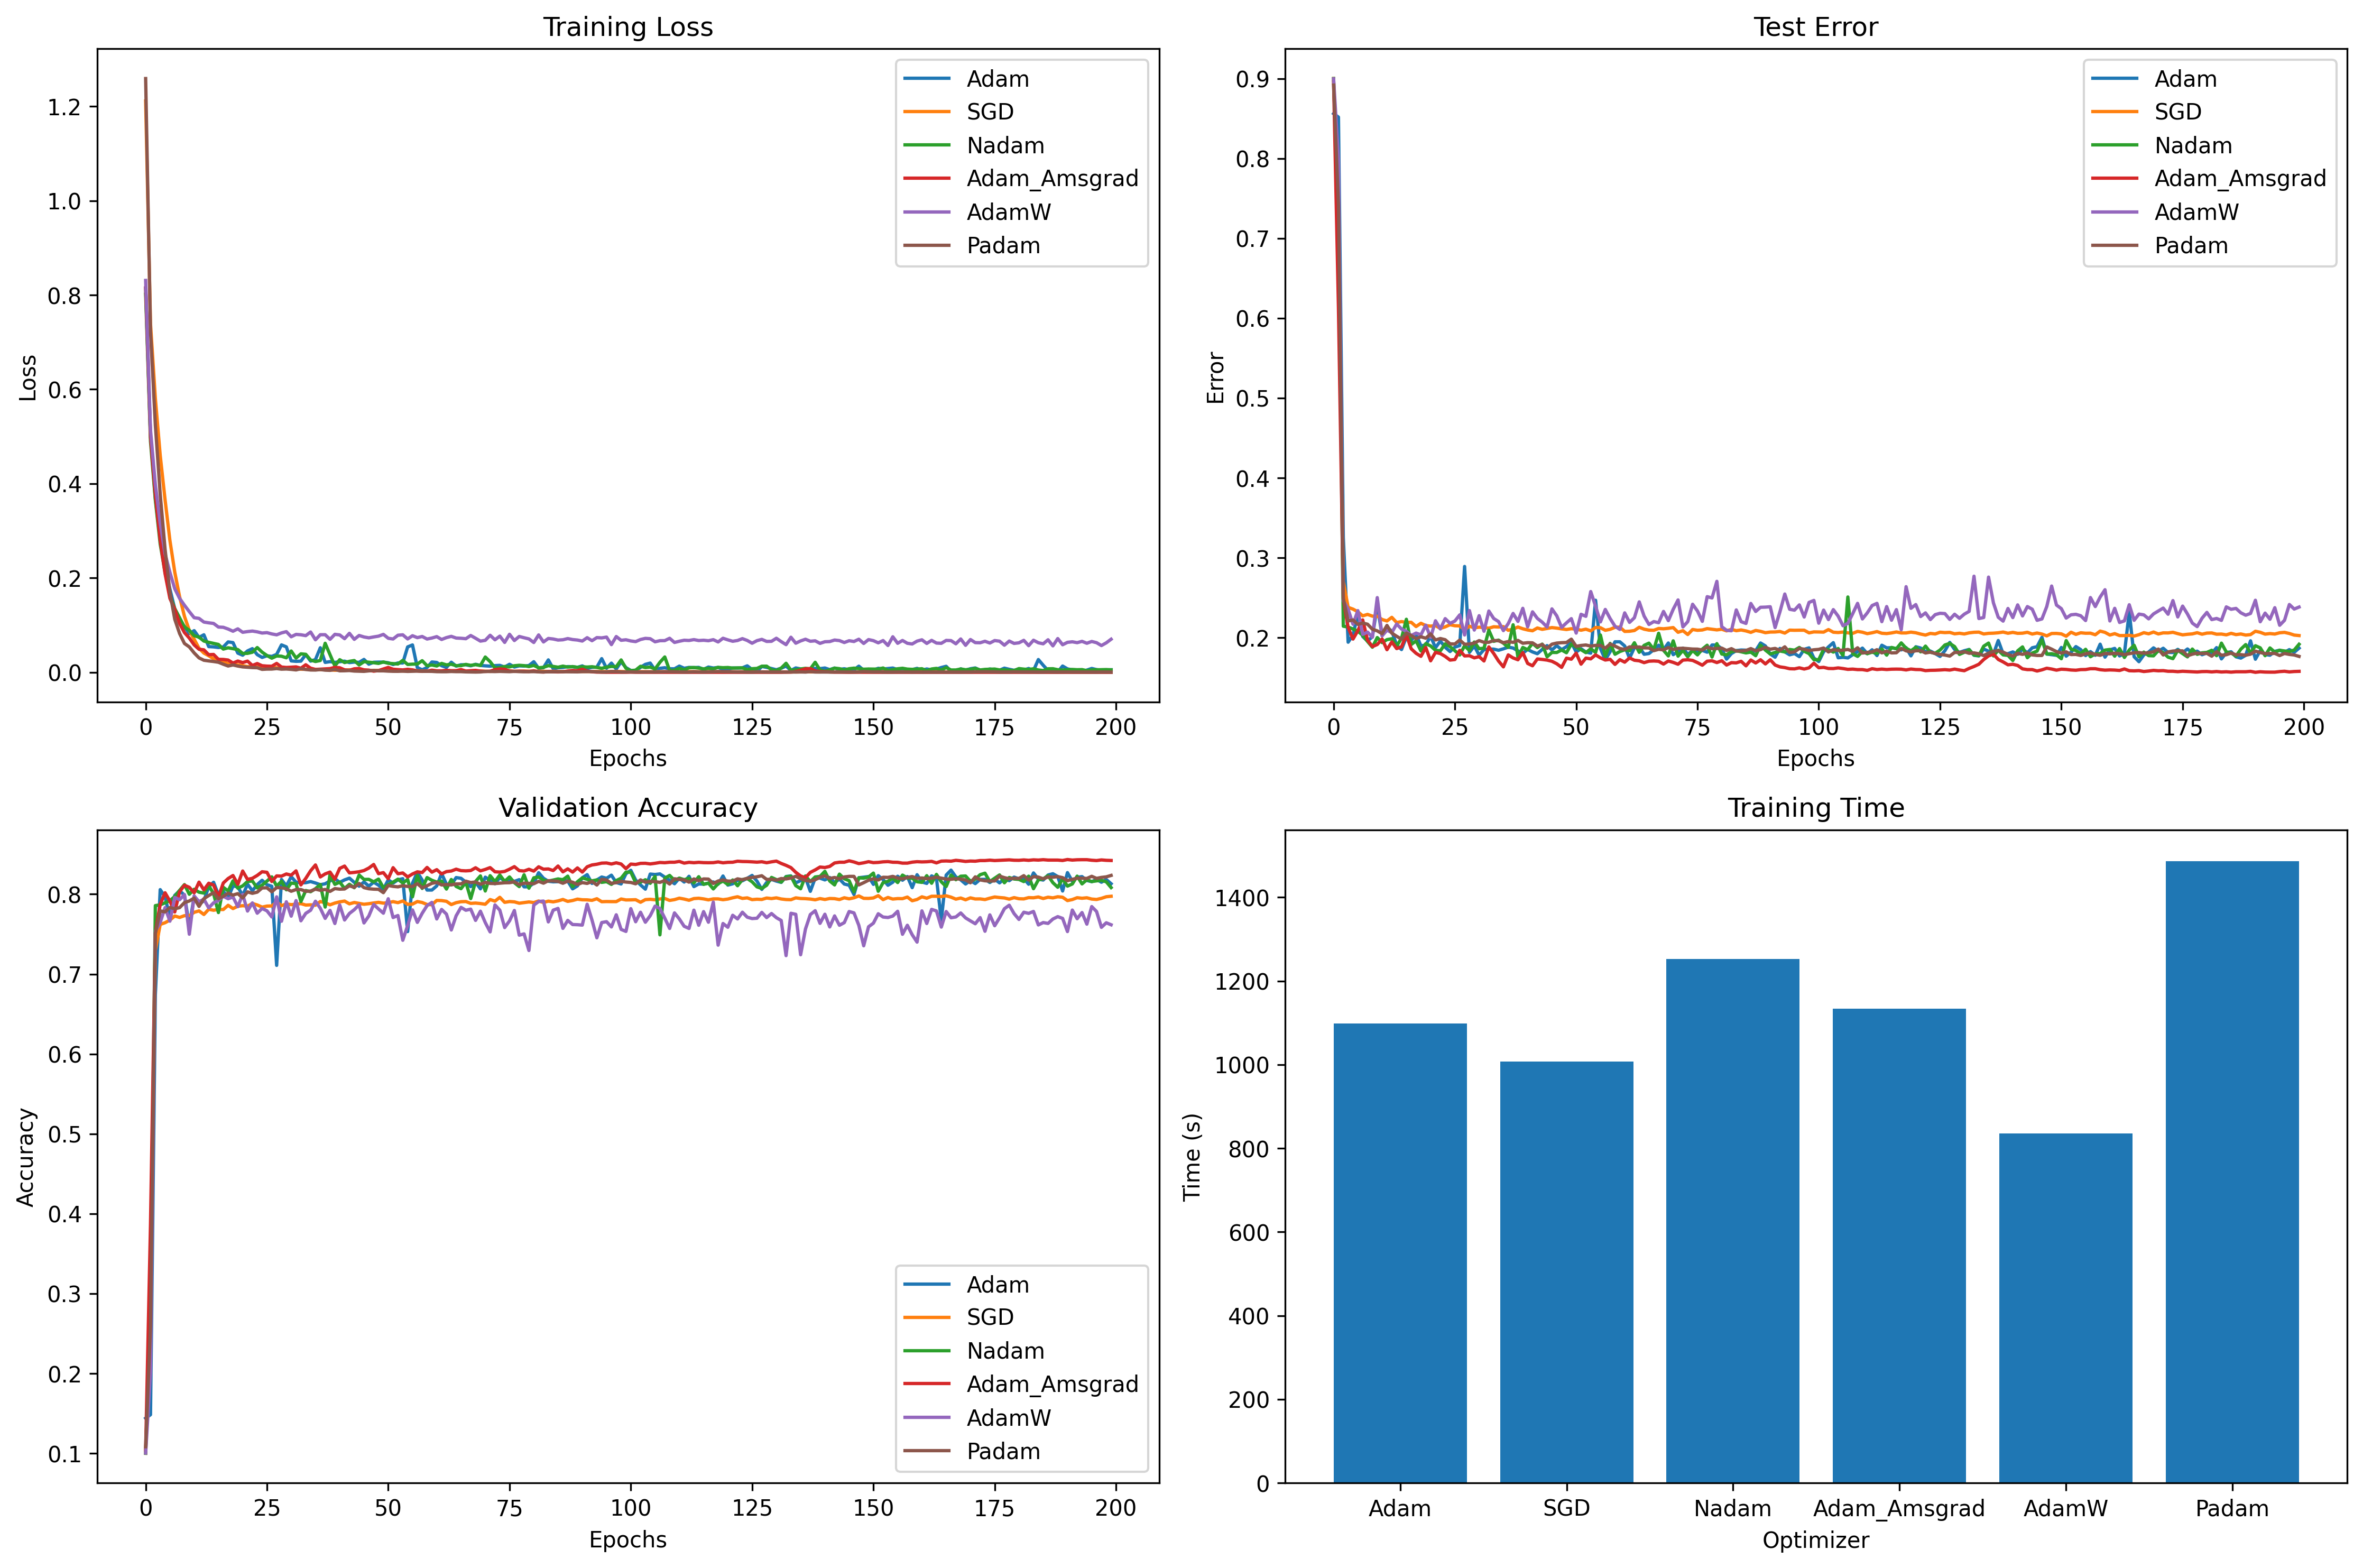 Training Loss
Loss
1.2
1.0
0.8
0.6
0.4
0.2
0.0
0 25 50 75 100 125 150 175 200
Epochs
Adam
SGD
Nadam
Adam_Amsgrad
AdamW
Padam
Test Error
Error
0.9
0.8
0.7
0.6
0.5
0.4
0.3
0.2
0 25 50 75 100 125 150 175 200
Epochs
Adam
SGD
Nadam
Adam_Amsgrad
AdamW
Padam
Validation Accuracy
Accuracy
0.8
0.7
0.6
0.5
0.4
0.3
0.2
0.1
0 25 50 75 100 125 150 175 200
Epochs
Adam
SGD
Nadam
Adam_Amsgrad
AdamW
Padam
Training Time
Time (s)
1400
1200
1000
800
600
400
200
0
Adam SGD Nadam Adam_Amsgrad AdamW Padam
Optimizer